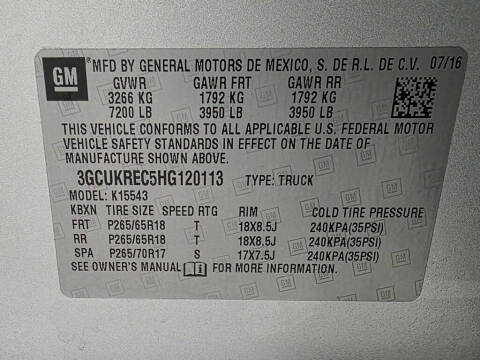 GM MFD BY GENERAL MOTORS DE MEXICO, S. DE R.L. DE C.V. 07/16
GVWR GAWR FRT GAWR RR
3266 KG 1792 KG 1792 KG
7200 LB 3950 LB 3950 LB
THIS VEHICLE CONFORMS TO ALL APPLICABLE U.S. FEDERAL MOTOR
VEHICLE SAFETY STANDARDS IN EFFECT ON THE DATE OF
MANUFACTURE SHOWN ABOVE.
3GCUKREC5HG120113 TYPE: TRUCK
MODEL: K15543
KBXN TIRE SIZE SPEED RTG RIM COLD TIRE PRESSURE
FRT P265/65R18 T 18X8.5J 240KPA(35PSI)
RR P265/65R18 T 18X8.5J 240KPA(35PSI)
SPA P265/70R17 S 17X7.5J 240KPA(35PSI)
SEE OWNER'S MANUAL FOR MORE INFORMATION.